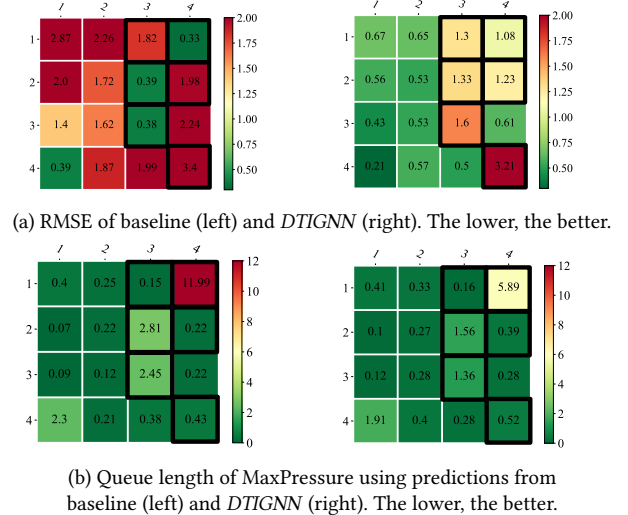 1 2 3 4
1 2.87 2.26 1.82 0.33
2 2.0 1.72 0.39 1.98
3 1.4 1.62 0.38 2.24
4 0.39 1.87 1.99 3.4
2.00
1.75
1.50
1.25
1.00
0.75
0.50
1 2 3 4
1 0.67 0.65 1.3 1.08
2 0.56 0.53 1.33 1.23
3 0.43 0.53 1.6 0.61
4 0.21 0.57 0.5 3.21
2.00
1.75
1.50
1.25
1.00
0.75
0.50
(a) RMSE of baseline (left) and DTIGNN (right). The lower, the better.
1 2 3 4
1 0.4 0.25 0.15 11.99
2 0.07 0.22 2.81 0.22
3 0.09 0.12 2.45 0.22
4 2.3 0.21 0.38 0.43
12
10
8
6
4
2
0
1 2 3 4
1 0.41 0.33 0.16 5.89
2 0.1 0.27 1.56 0.39
3 0.12 0.28 1.36 0.28
4 1.91 0.4 0.28 0.52
12
10
8
6
4
2
0
(b) Queue length of MaxPressure using predictions from
baseline (left) and DTIGNN (right). The lower, the better.